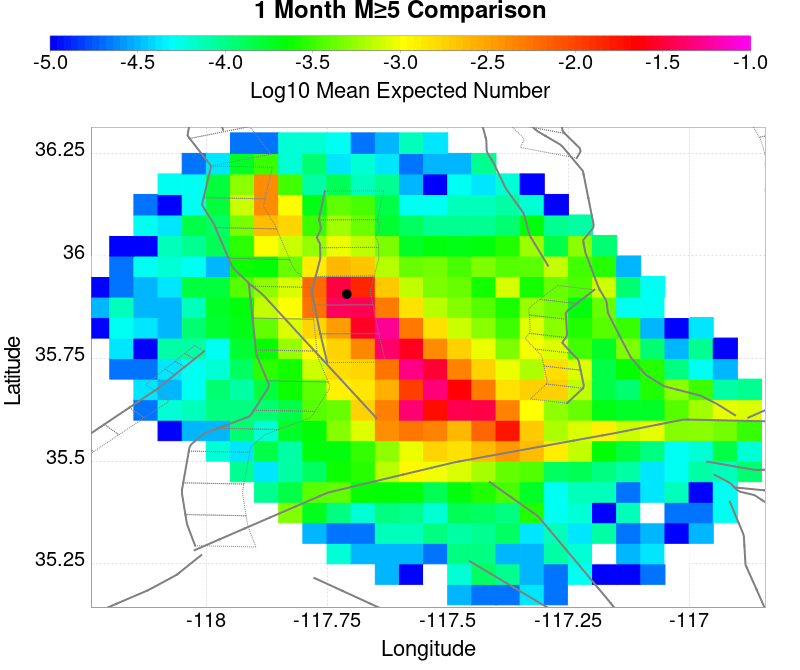 1 Month M≥5 Comparison
-5.0 -4.5 -4.0 -3.5 -3.0 -2.5 -2.0 -1.5 -1.0
Log10 Mean Expected Number
36.25
36
35.75
35.5
35.25
Latitude
-118 -117.75 -117.5 -117.25 -117
Longitude